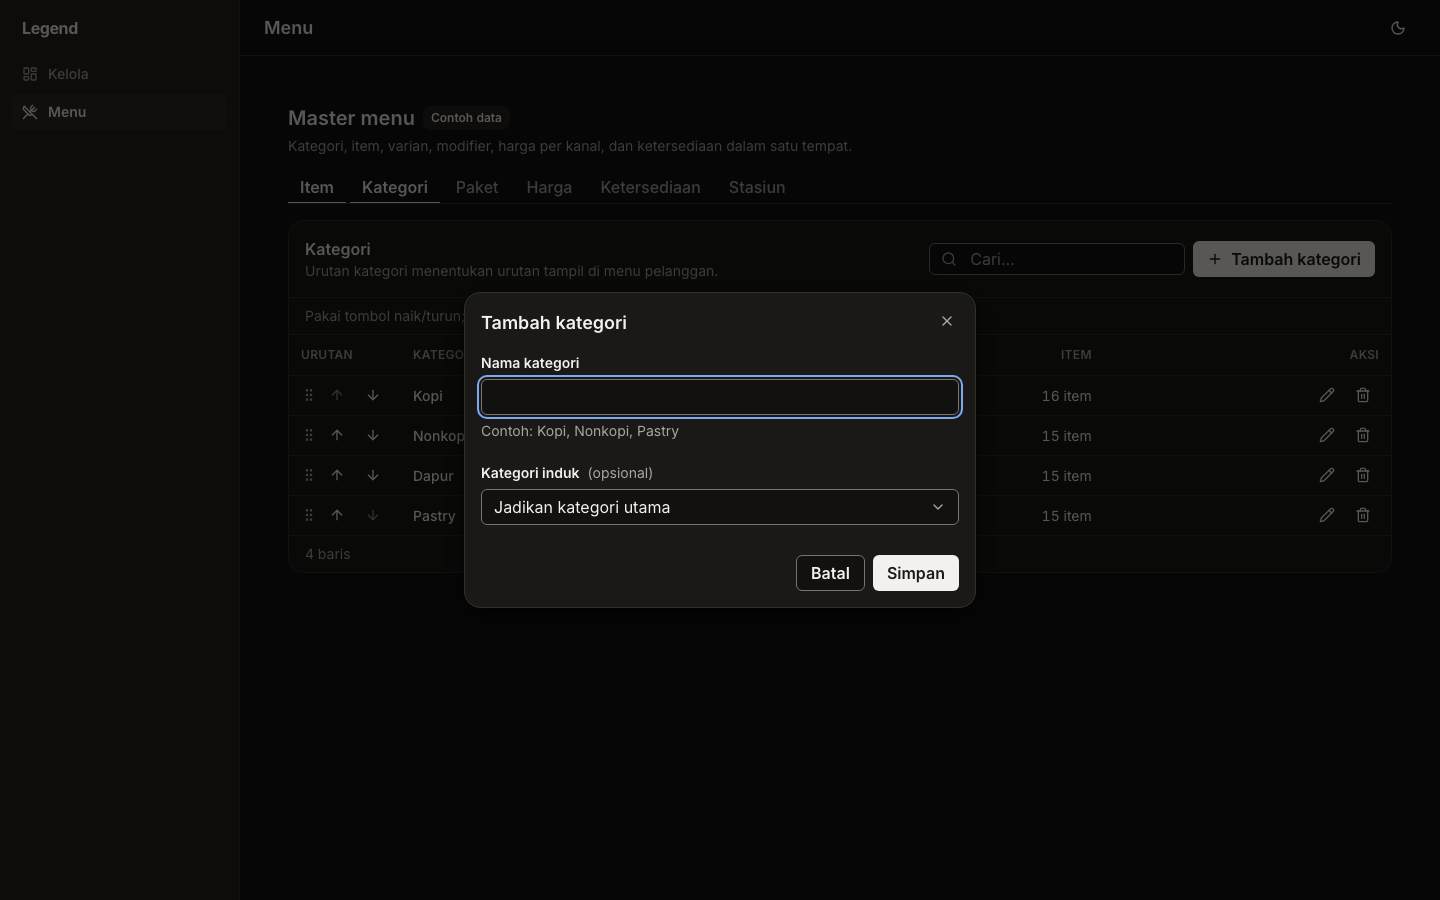 Legend
Menu
Kelola
Menu
Master menu
Contoh data
Kategori, item, varian, modifier, harga per kanal, dan ketersediaan dalam satu tempat.
Item
Kategori
Paket
Harga
Ketersediaan
Stasiun
Kategori
Urutan kategori menentukan urutan tampil di menu pelanggan.
Cari...
Tambah kategori
Pakai tombol naik/turun;
URUTAN
ITEM
AKSI
Kopi
16 item
15 item
Dapur
15 item
Pastry
15 item
4 baris
Tambah kategori
Nama kategori
Contoh: Kopi, Nonkopi, Pastry
Kategori induk (opsional)
Jadikan kategori utama
Batal
Simpan